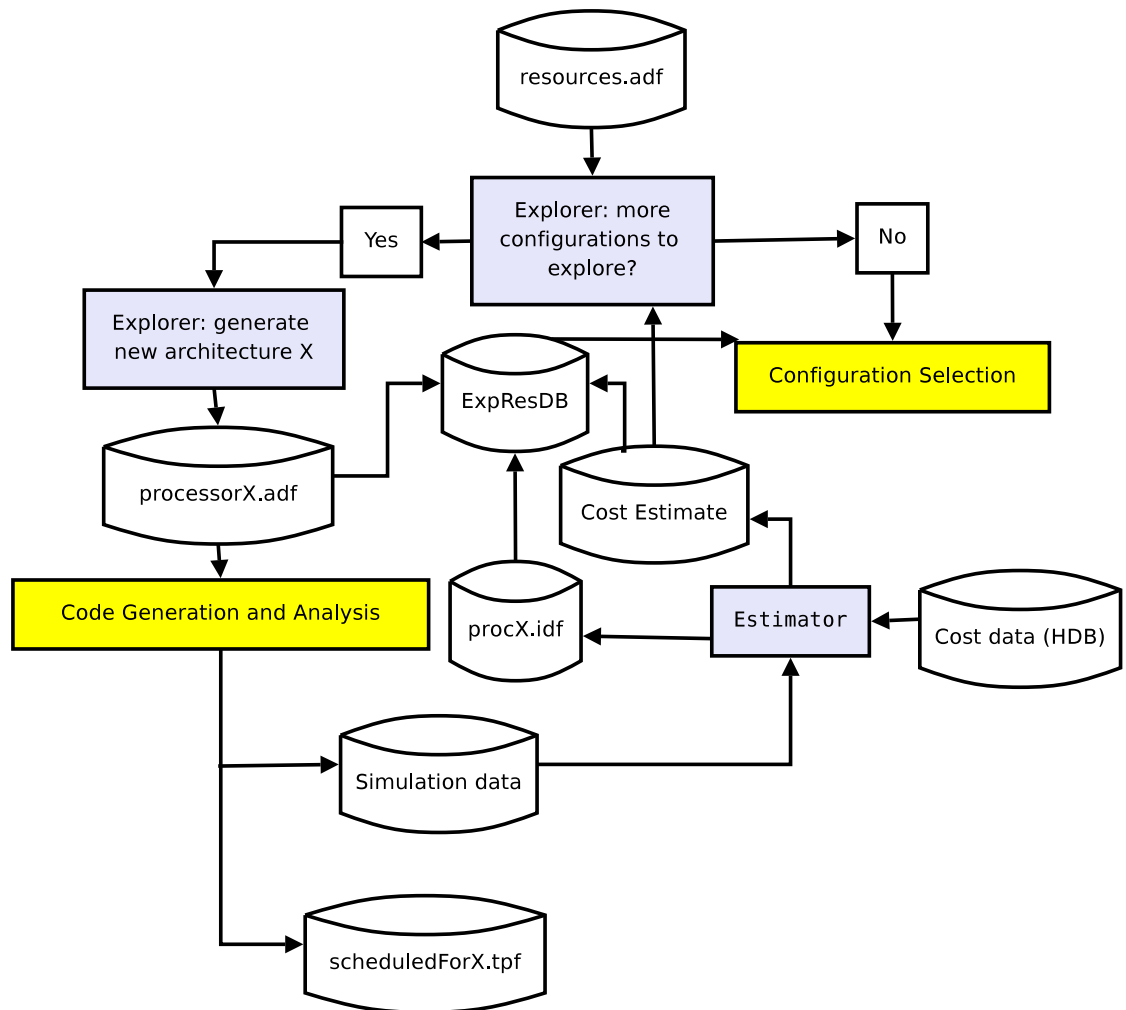 resources.adf
Explorer: more
configurations to
explore?
Yes
No
Explorer: generate
new architecture X
Configuration Selection
ExpResDB
processorX.adf
Cost Estimate
Code Generation and Analysis
procX.idf
Estimator
Cost data (HDB)
Simulation data
scheduledForX.tpf